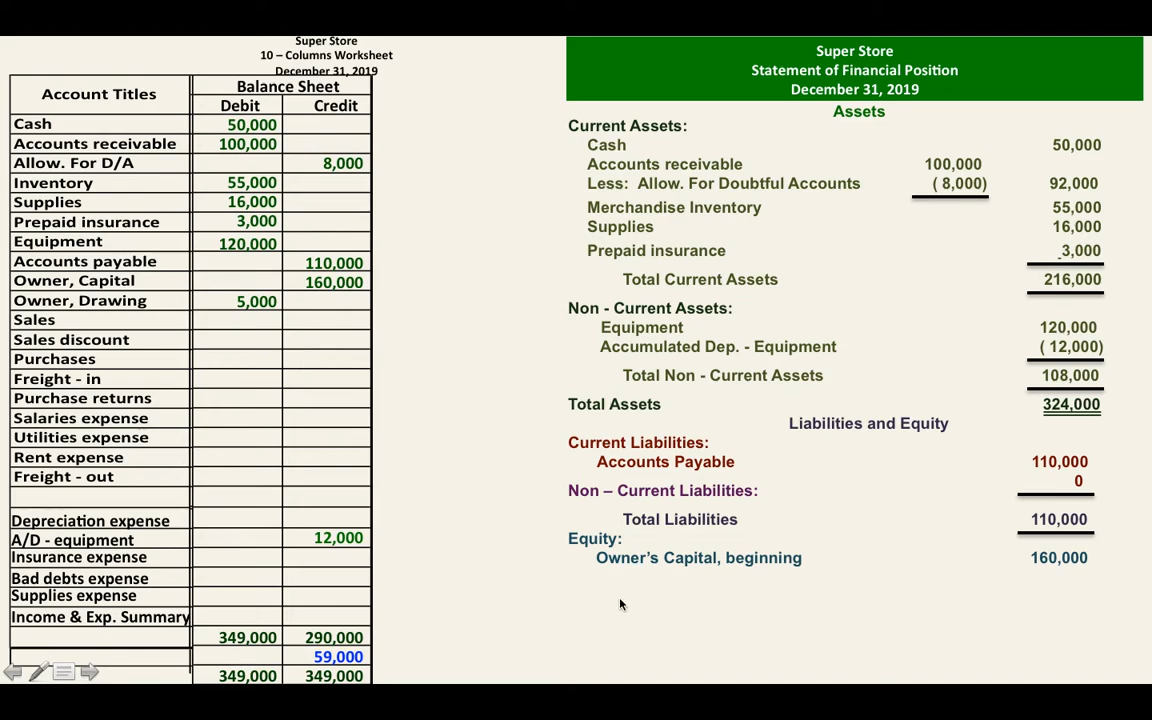 Super Store
10 – Columns Worksheet
December 31, 2019
Account Titles Balance Sheet
Debit Credit
Cash 50,000
Accounts receivable 100,000
Allow. For D/A 8,000
Inventory 55,000
Supplies 16,000
Prepaid insurance 3,000
Equipment 120,000
Accounts payable 110,000
Owner, Capital 160,000
Owner, Drawing 5,000
Sales
Sales discount
Purchases
Freight - in
Purchase returns
Salaries expense
Utilities expense
Rent expense
Freight - out
Depreciation expense
A/D - equipment 12,000
Insurance expense
Bad debts expense
Supplies expense
Income & Exp. Summary
349,000 290,000
59,000
349,000 349,000
Super Store
Statement of Financial Position
December 31, 2019
Assets
Current Assets:
Cash 50,000
Accounts receivable 100,000
Less: Allow. For Doubtful Accounts ( 8,000) 92,000
Merchandise Inventory 55,000
Supplies 16,000
Prepaid insurance 3,000
Total Current Assets 216,000
Non - Current Assets:
Equipment 120,000
Accumulated Dep. - Equipment ( 12,000)
Total Non - Current Assets 108,000
Total Assets 324,000
Liabilities and Equity
Current Liabilities:
Accounts Payable 110,000
0
Non – Current Liabilities:
Total Liabilities 110,000
Equity:
Owner’s Capital, beginning 160,000